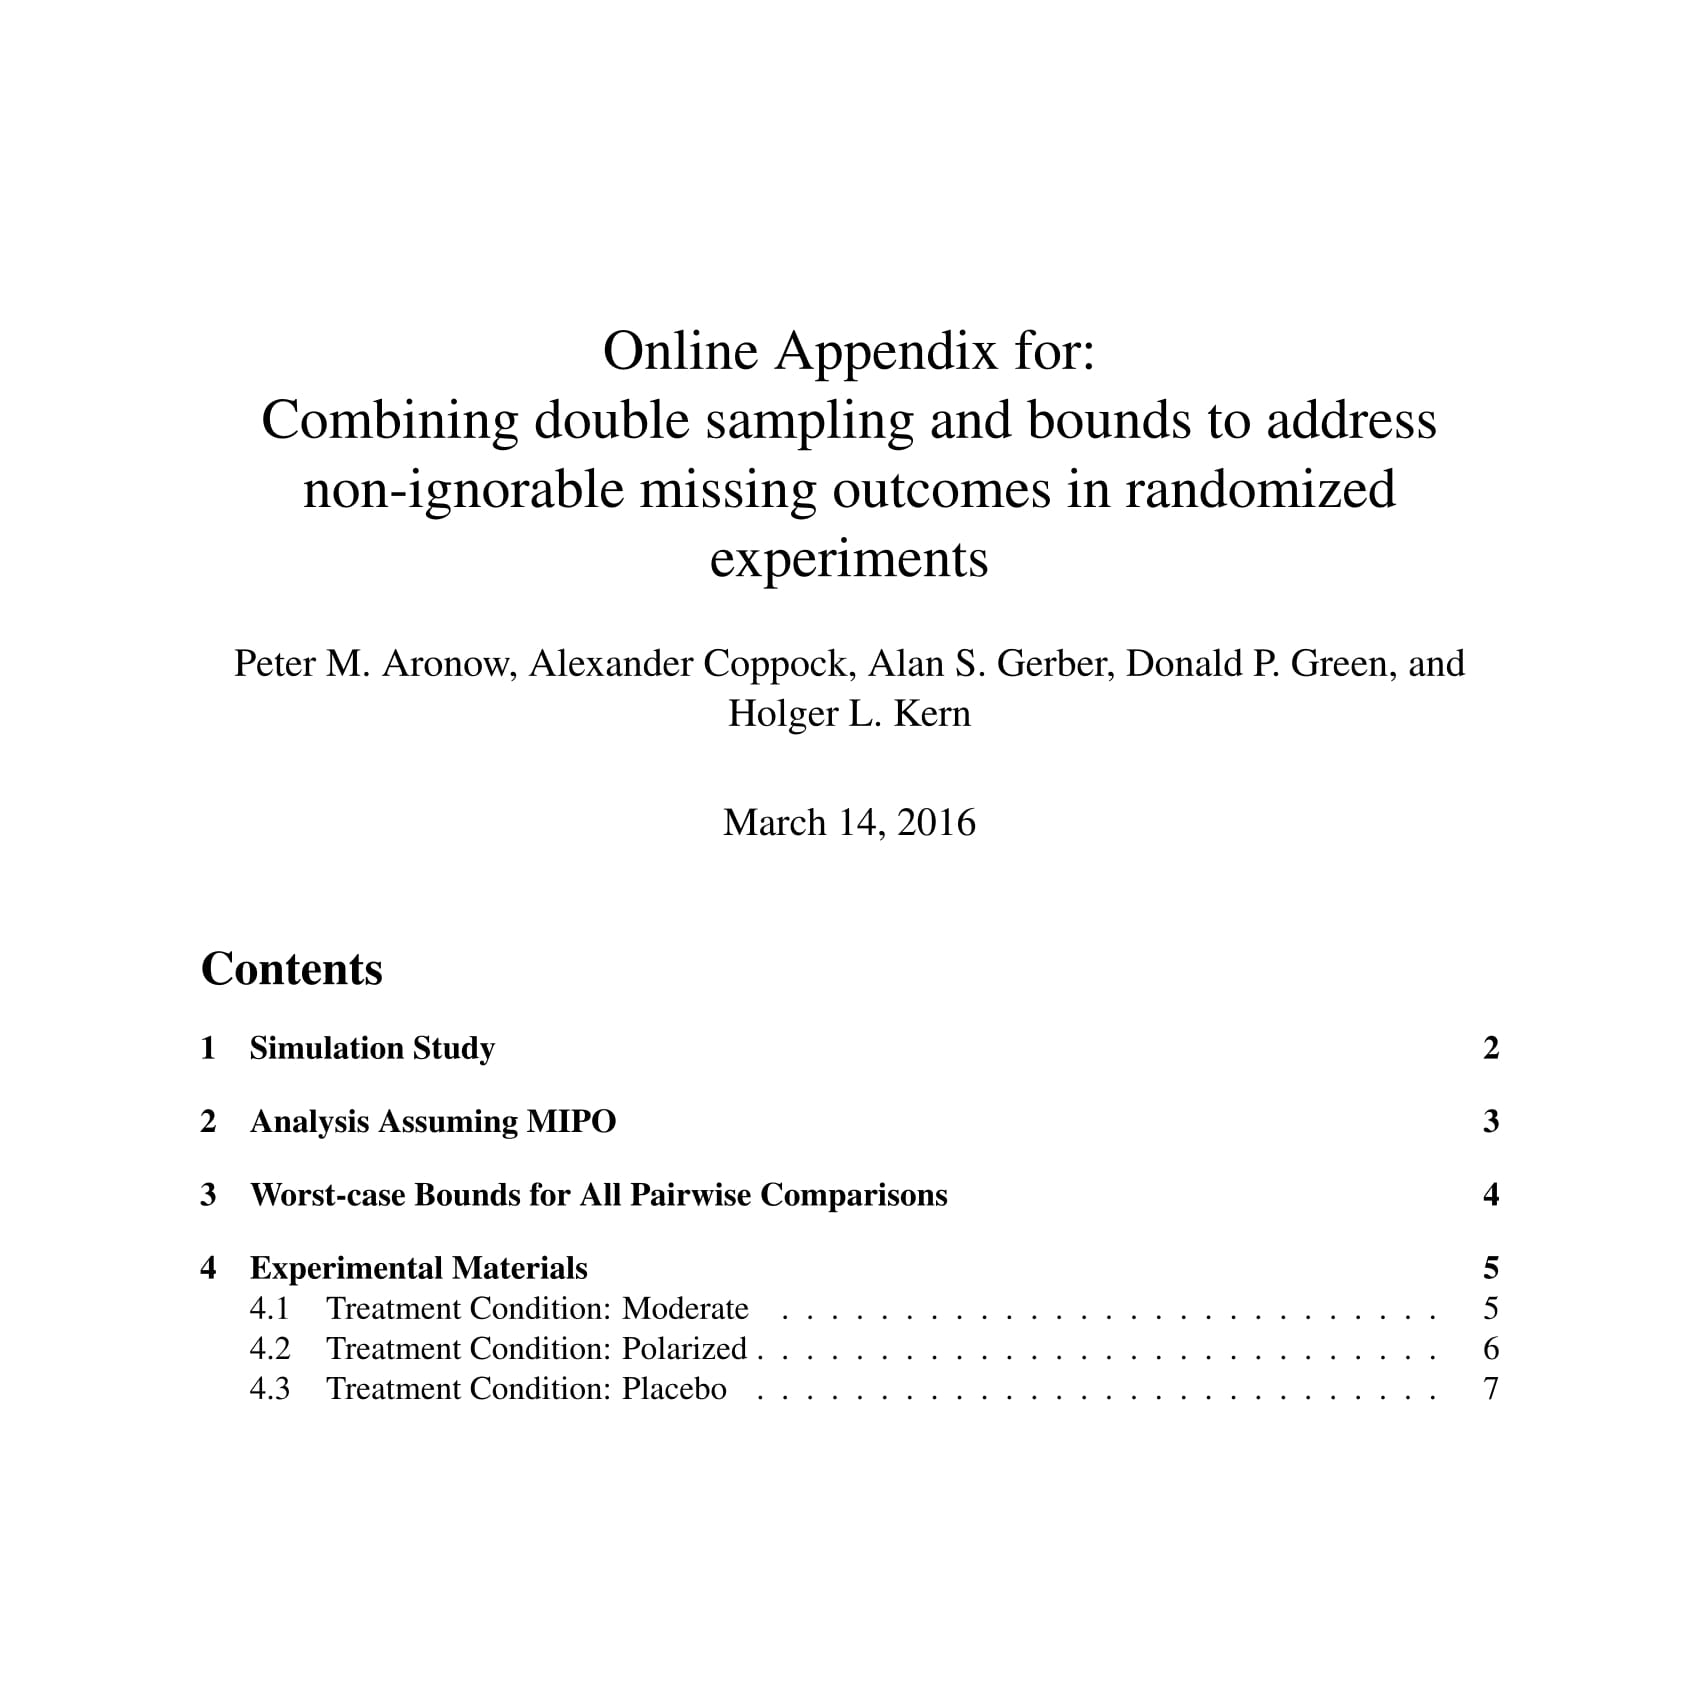 Online Appendix for:
Combining double sampling and bounds to address
non-ignorable missing outcomes in randomized
experiments
Peter M. Aronow, Alexander Coppock, Alan S. Gerber, Donald P. Green, and
Holger L. Kern
March 14, 2016
Contents
1 Simulation Study 2
2 Analysis Assuming MIPO 3
3 Worst-case Bounds for All Pairwise Comparisons 4
4 Experimental Materials 5
4.1 Treatment Condition: Moderate . . . . . . . . . . . . . . . . . . . . . . . . . . . 5
4.2 Treatment Condition: Polarized . . . . . . . . . . . . . . . . . . . . . . . . . . . . 6
4.3 Treatment Condition: Placebo . . . . . . . . . . . . . . . . . . . . . . . . . . . . 7